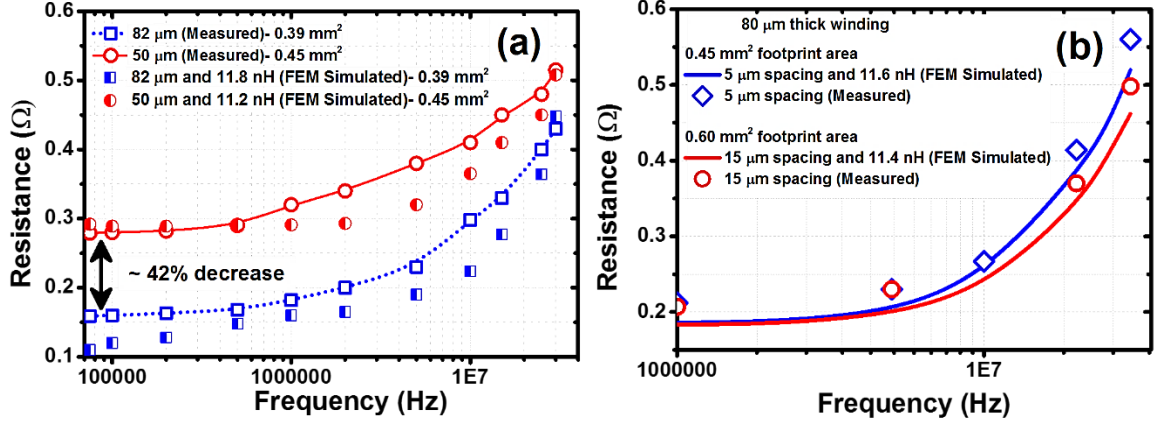 (a)
82 μm (Measured)- 0.39 mm²
50 μm (Measured)- 0.45 mm²
82 μm and 11.8 nH (FEM Simulated)- 0.39 mm²
50 μm and 11.2 nH (FEM Simulated)- 0.45 mm²
~ 42% decrease
0.6
0.5
0.4
0.3
0.2
0.1
Resistance (Ω)
100000 1000000 1E7
Frequency (Hz)
(b)
80 μm thick winding
0.45 mm² footprint area
5 μm spacing and 11.6 nH (FEM Simulated)
5 μm spacing (Measured)
0.60 mm² footprint area
15 μm spacing and 11.4 nH (FEM Simulated)
15 μm spacing (Measured)
0.6
0.5
0.4
0.3
0.2
0.1
Resistance (Ω)
1000000 1E7
Frequency (Hz)